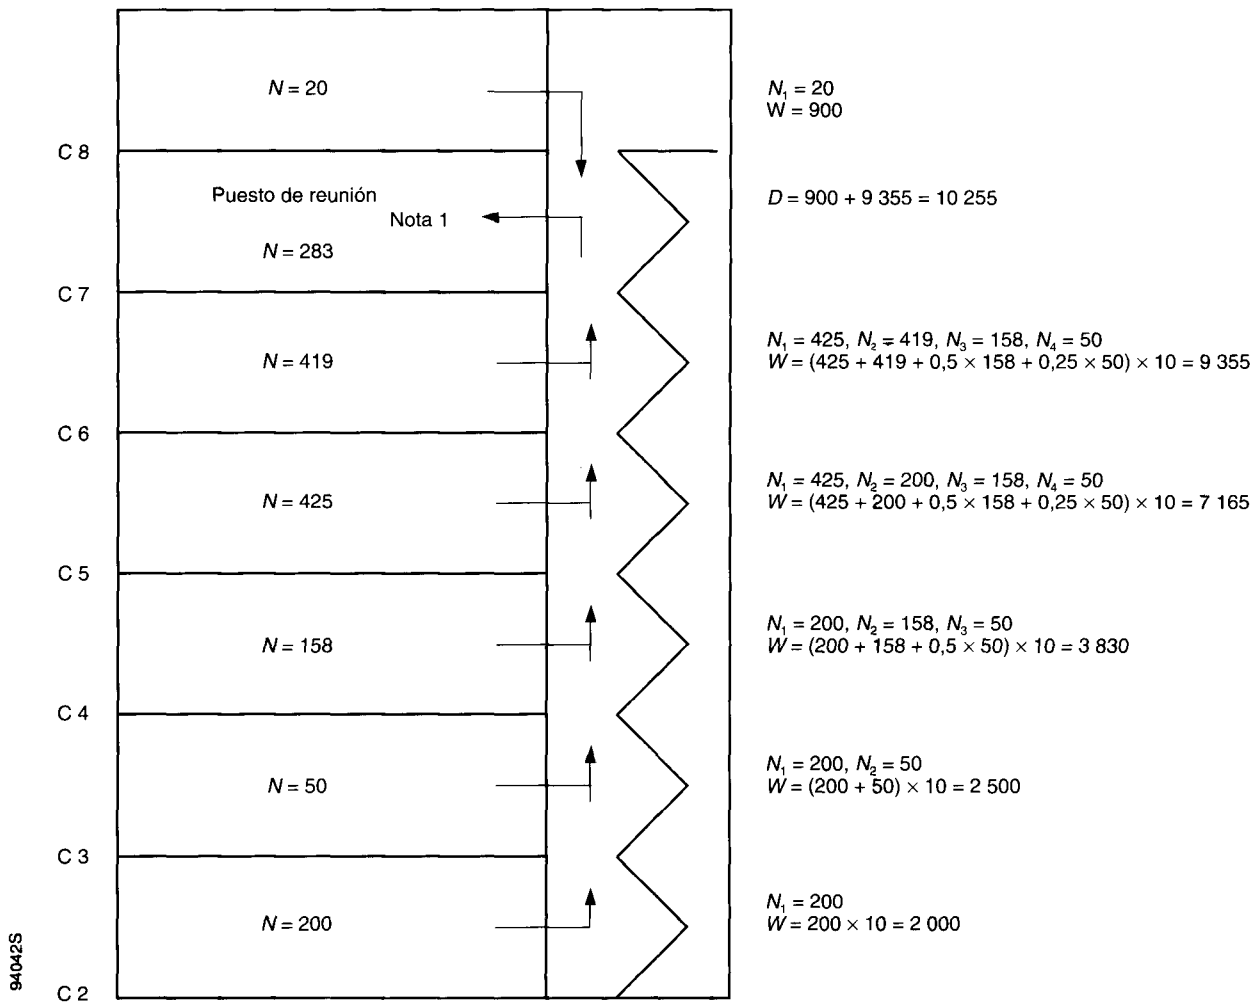 N = 20
N₁ = 20
W = 900
C 8
Puesto de reunión
Nota 1
N = 283
D = 900 + 9 355 = 10 255
C 7
N = 419
N₁ = 425, N₂ = 419, N₃ = 158, N₄ = 50
W = (425 + 419 + 0,5 × 158 + 0,25 × 50) × 10 = 9 355
C 6
N = 425
N₁ = 425, N₂ = 200, N₃ = 158, N₄ = 50
W = (425 + 200 + 0,5 × 158 + 0,25 × 50) × 10 = 7 165
C 5
N = 158
N₁ = 200, N₂ = 158, N₃ = 50
W = (200 + 158 + 0,5 × 50) × 10 = 3 830
C 4
N = 50
N₁ = 200, N₂ = 50
W = (200 + 50) × 10 = 2 500
C 3
N = 200
N₁ = 200
W = 200 × 10 = 2 000
C 2
94042S